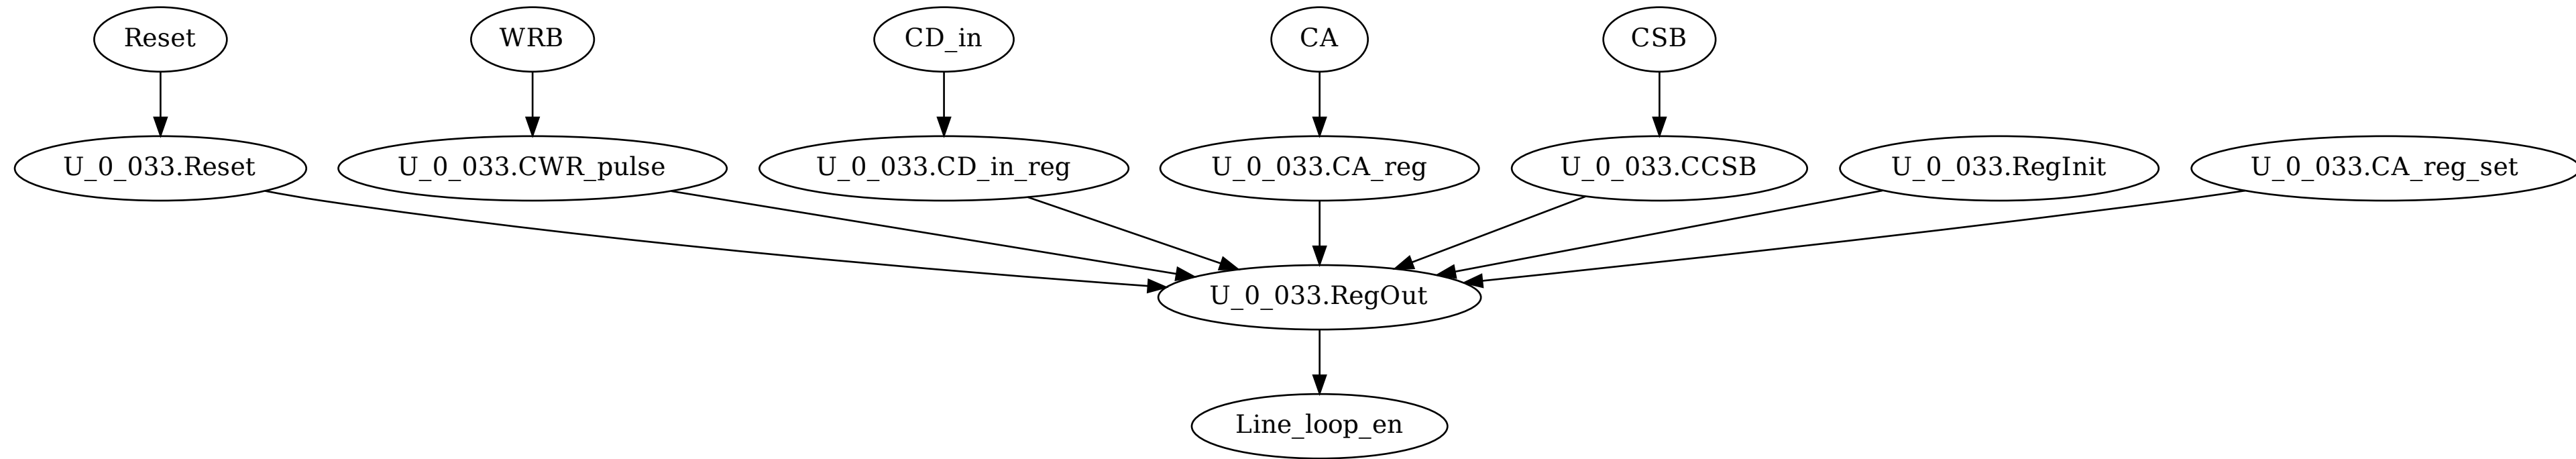 Reset
WRB
CD_in
CA
CSB
U_0_033.Reset
U_0_033.CWR_pulse
U_0_033.CD_in_reg
U_0_033.CA_reg
U_0_033.CCSB
U_0_033.RegInit
U_0_033.CA_reg_set
U_0_033.RegOut
Line_loop_en